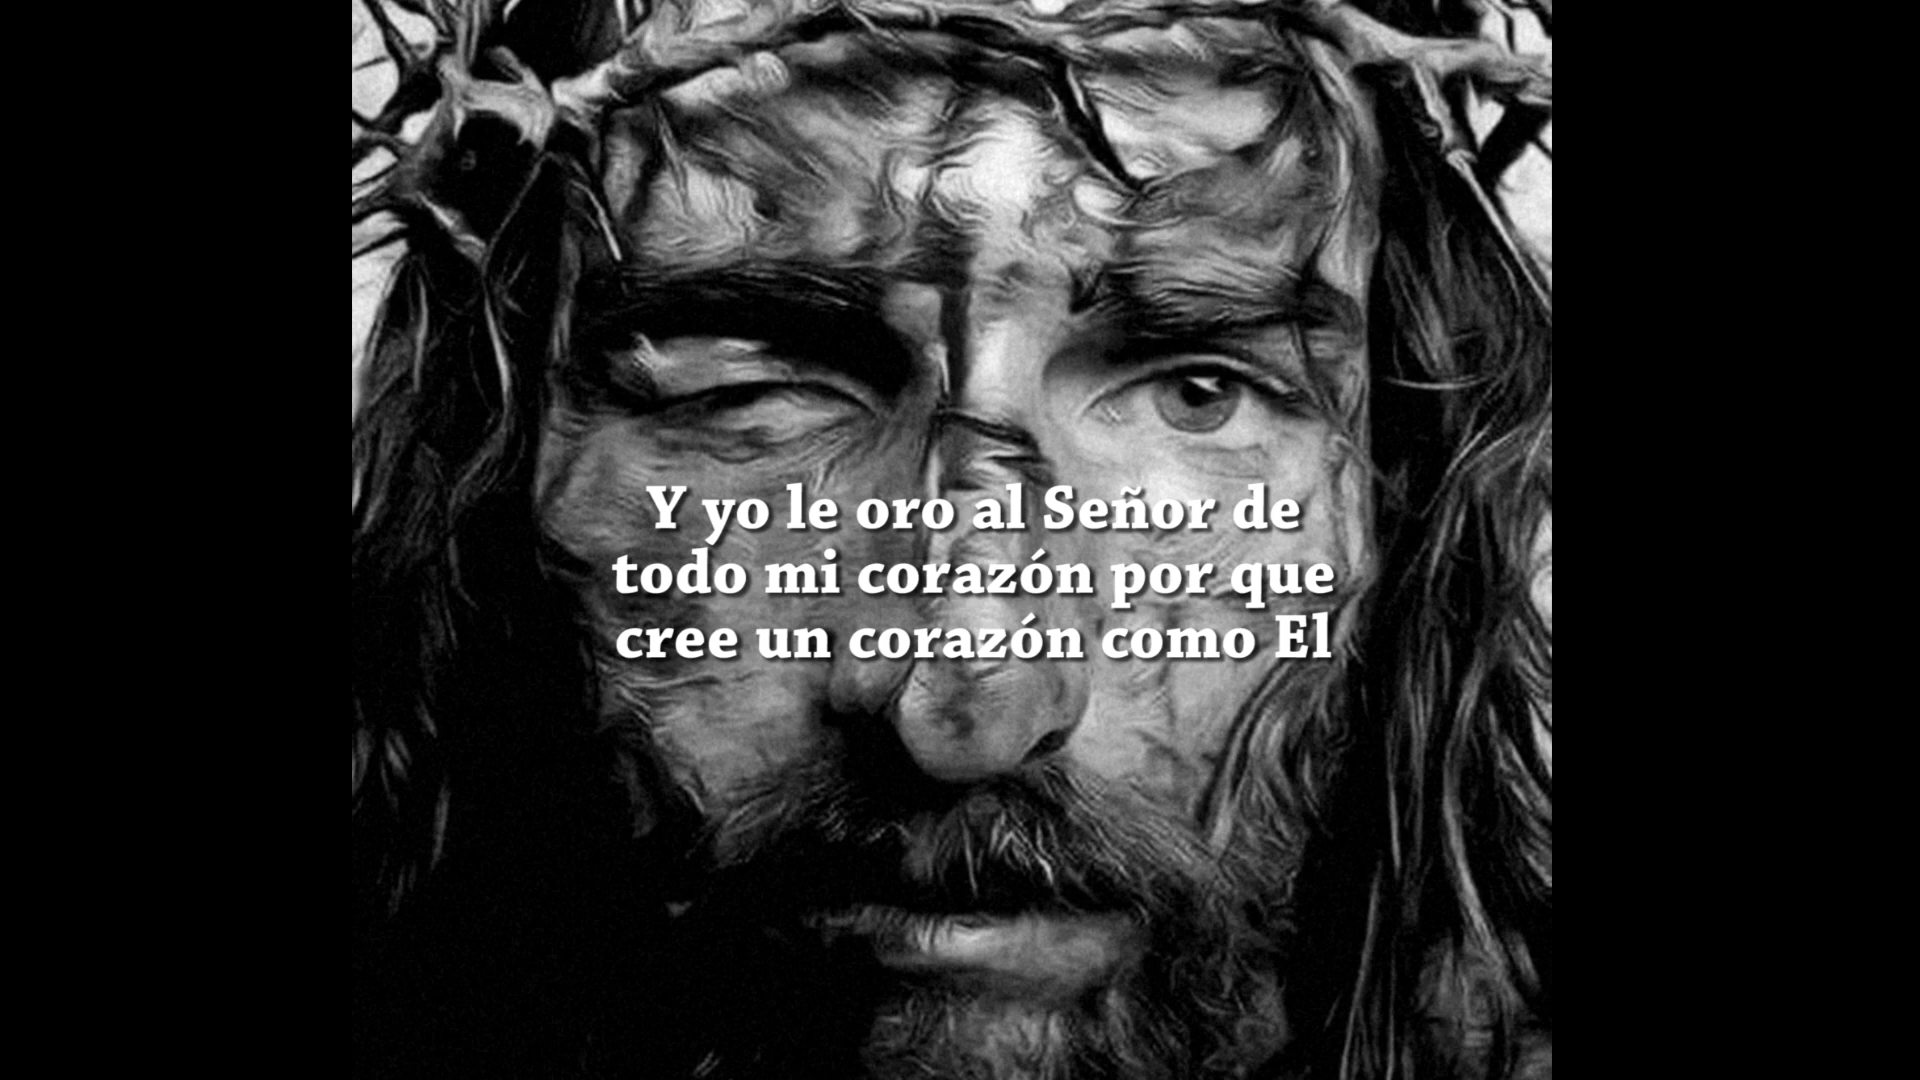 Y yo le oro al Señor de
todo mi corazón por que
cree un corazón como El